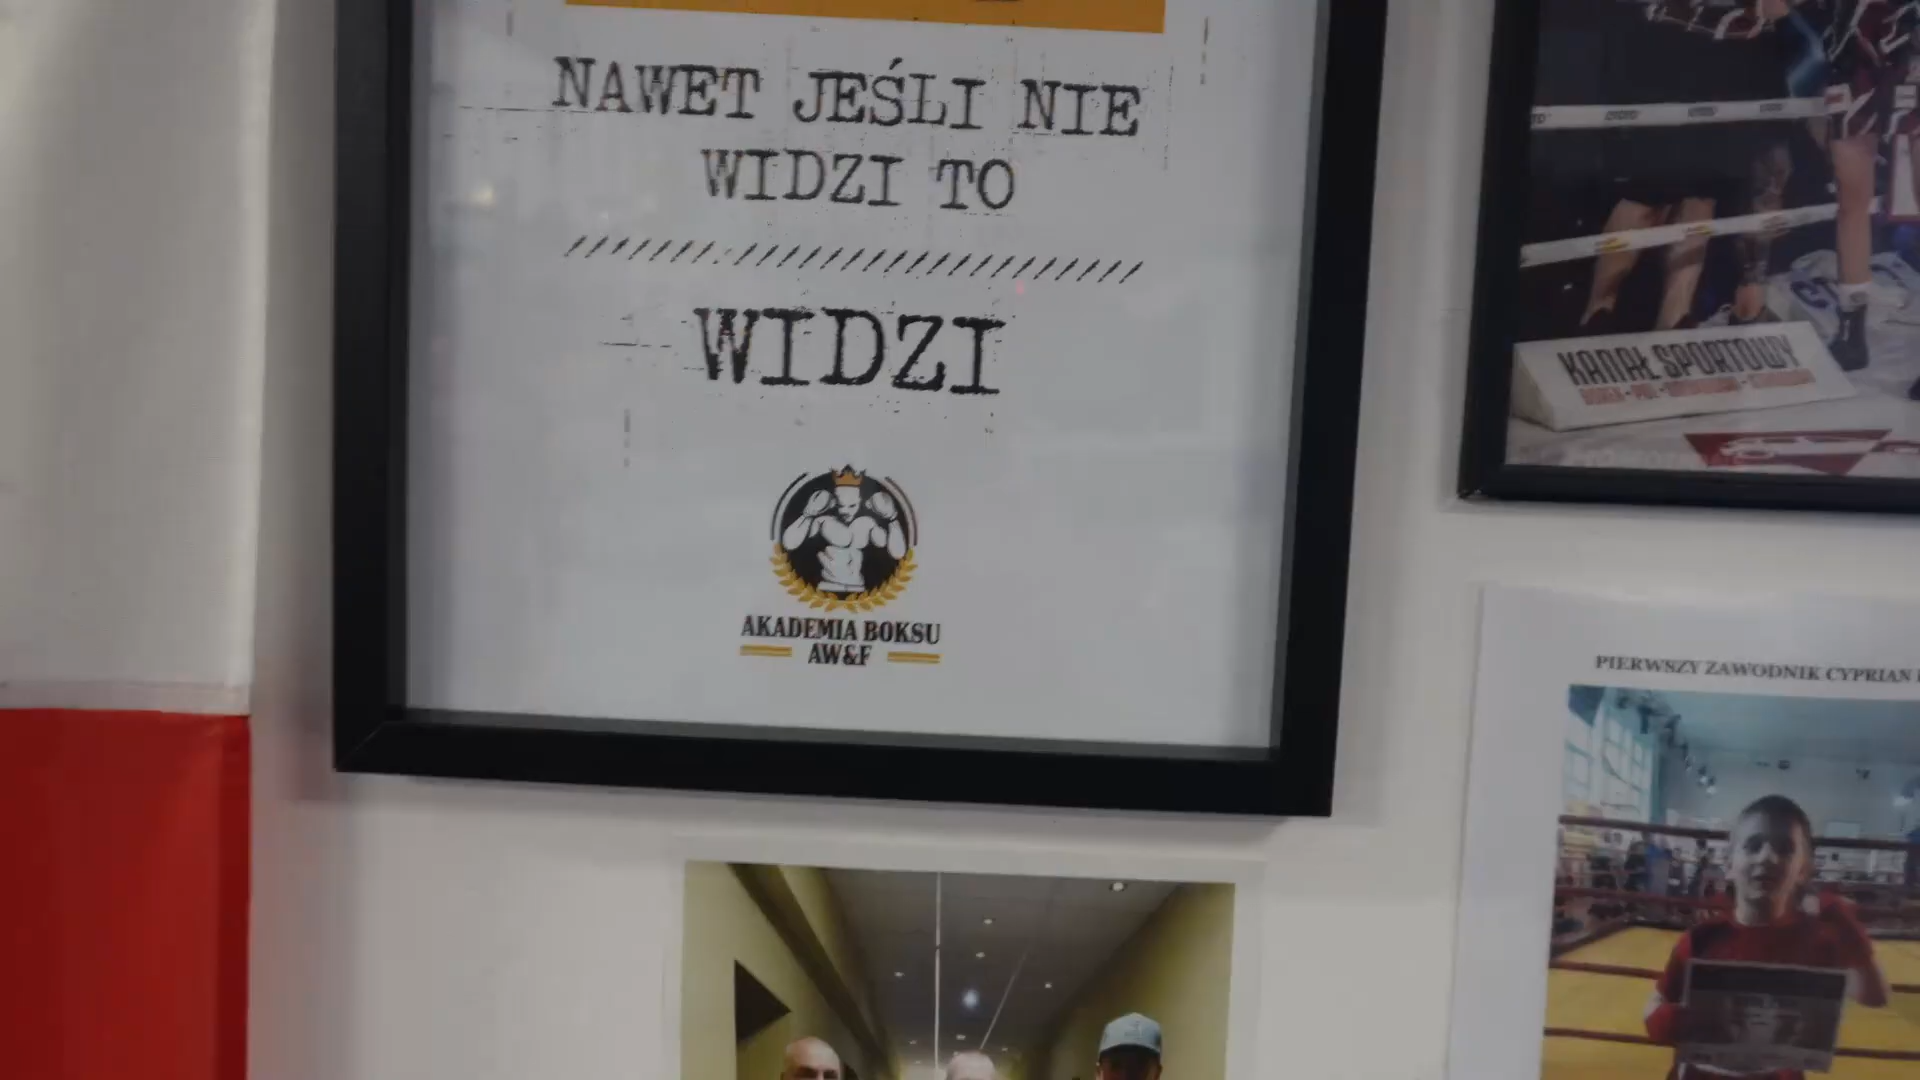 NAWET JEŚLI NIE
WIDZI TO
WIDZI
AKADEMIA BOKSU
AW&F
KANAŁ SPORTOWY
PIERWSZY ZAWODNIK CYPRIAN